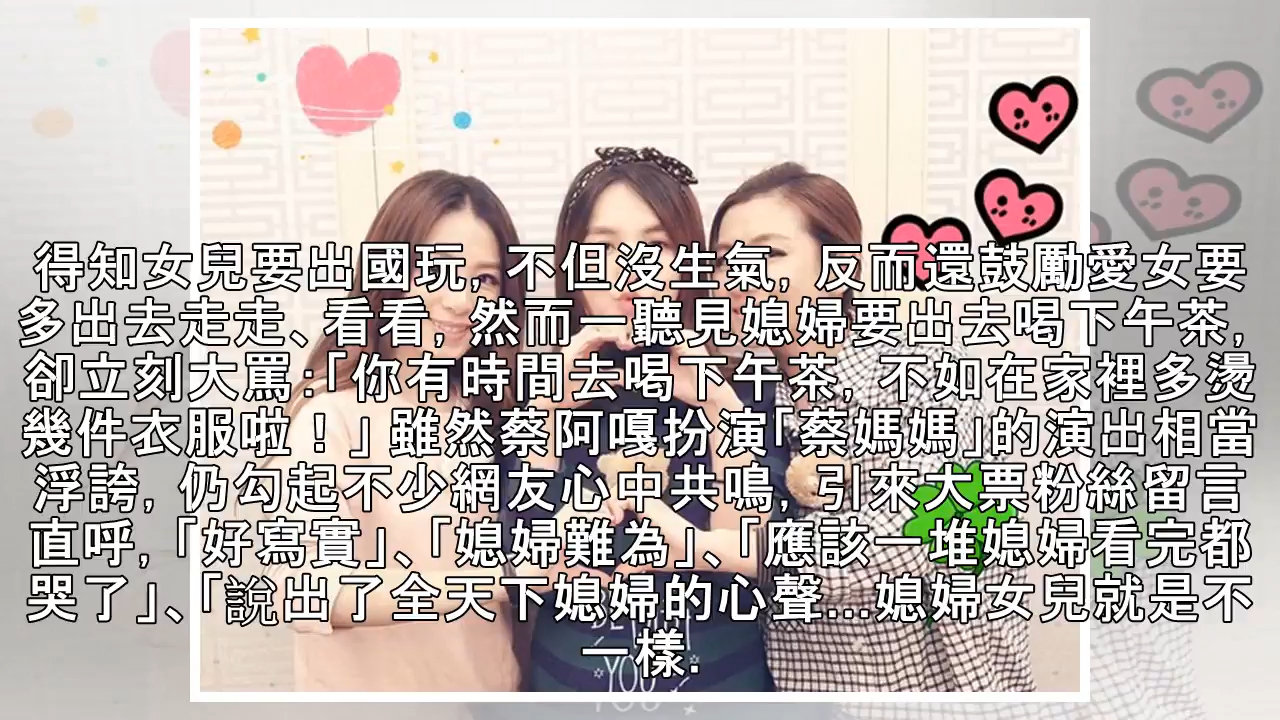 得知女兒要出國玩, 不但沒生氣, 反而還鼓勵愛女要
多出去走走、看看, 然而一聽見媳婦要出去喝下午茶,
卻立刻大罵:「你有時間去喝下午茶, 不如在家裡多燙
幾件衣服啦！」雖然蔡阿嘎扮演「蔡媽媽」的演出相當
浮誇, 仍勾起不少網友心中共鳴, 引來大票粉絲留言
直呼, 「好寫實」、「媳婦難為」、「應該一堆媳婦看完都
哭了」、「說出了全天下媳婦的心聲...媳婦女兒就是不
一樣.
YOU